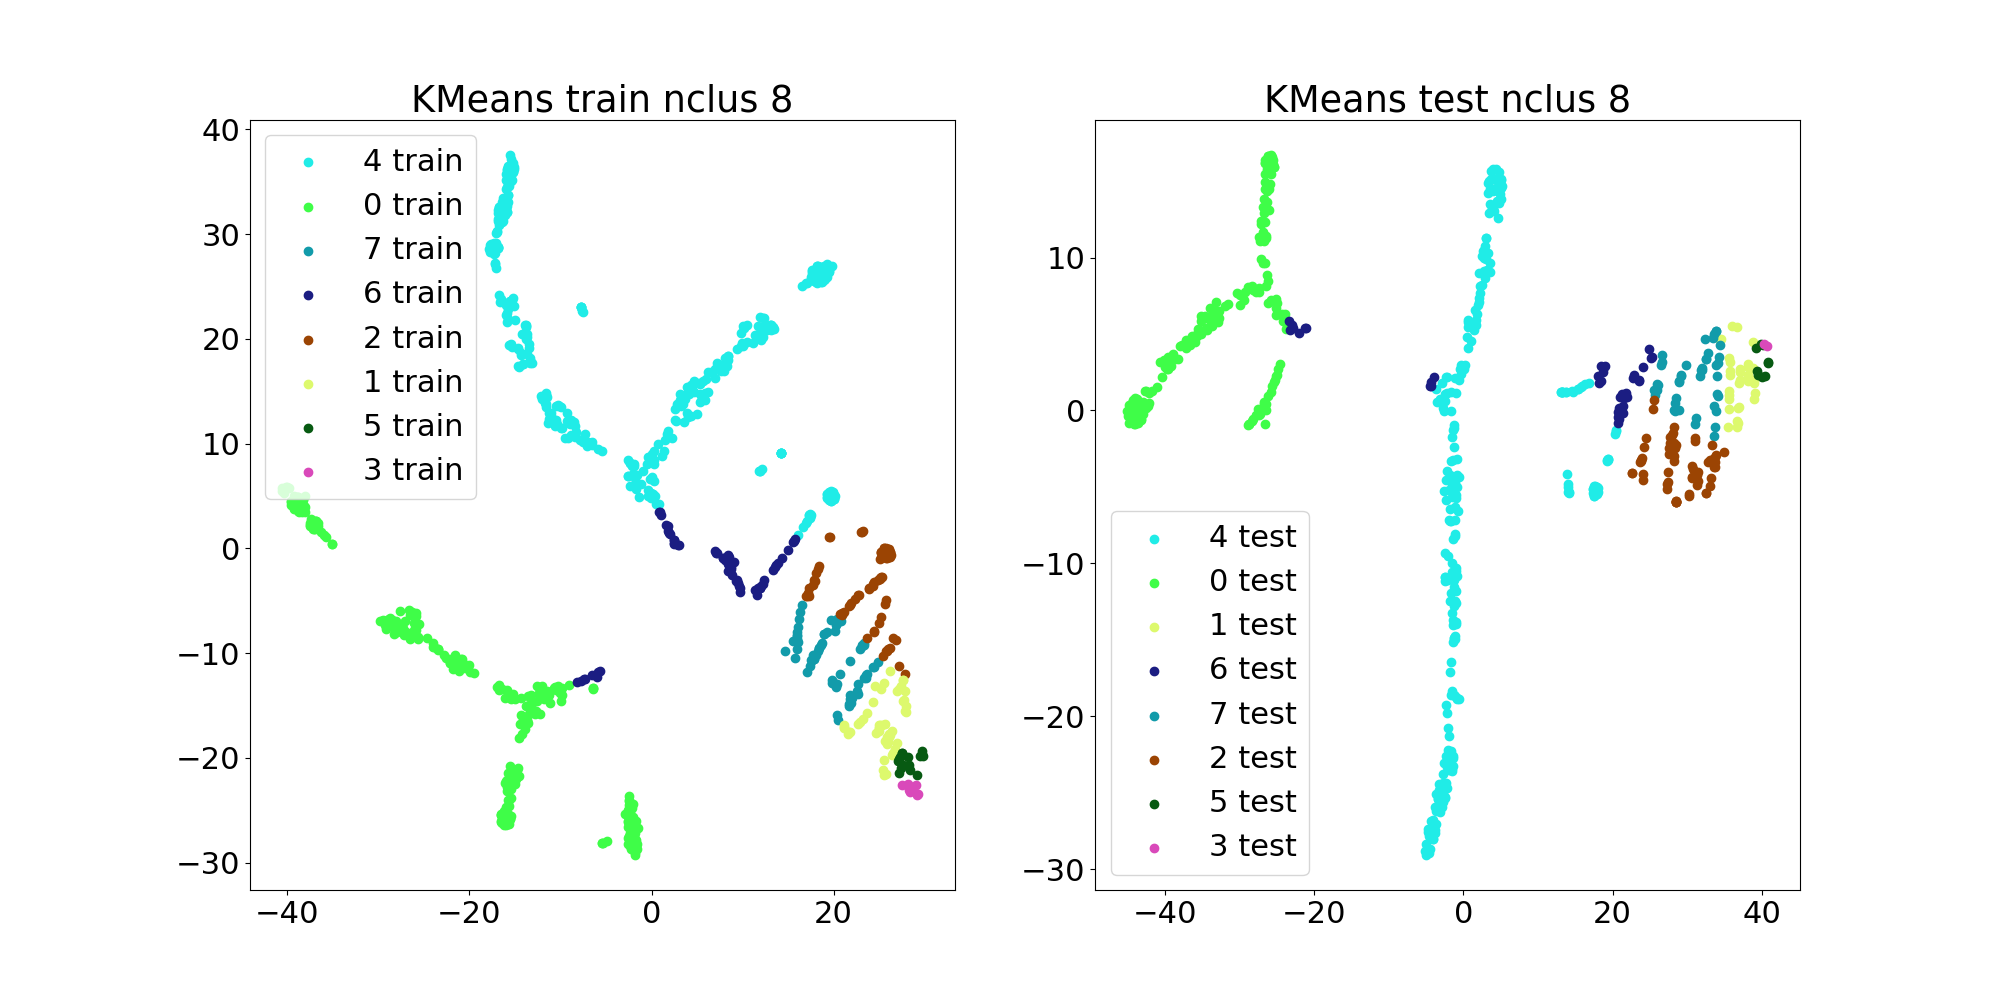 KMeans train nclus 8
40
30
20
10
0
−10
−20
−30
−40
−20
0
20
4 train
0 train
7 train
6 train
2 train
1 train
5 train
3 train
KMeans test nclus 8
10
0
−10
−20
−30
−40
−20
0
20
40
4 test
0 test
1 test
6 test
7 test
2 test
5 test
3 test